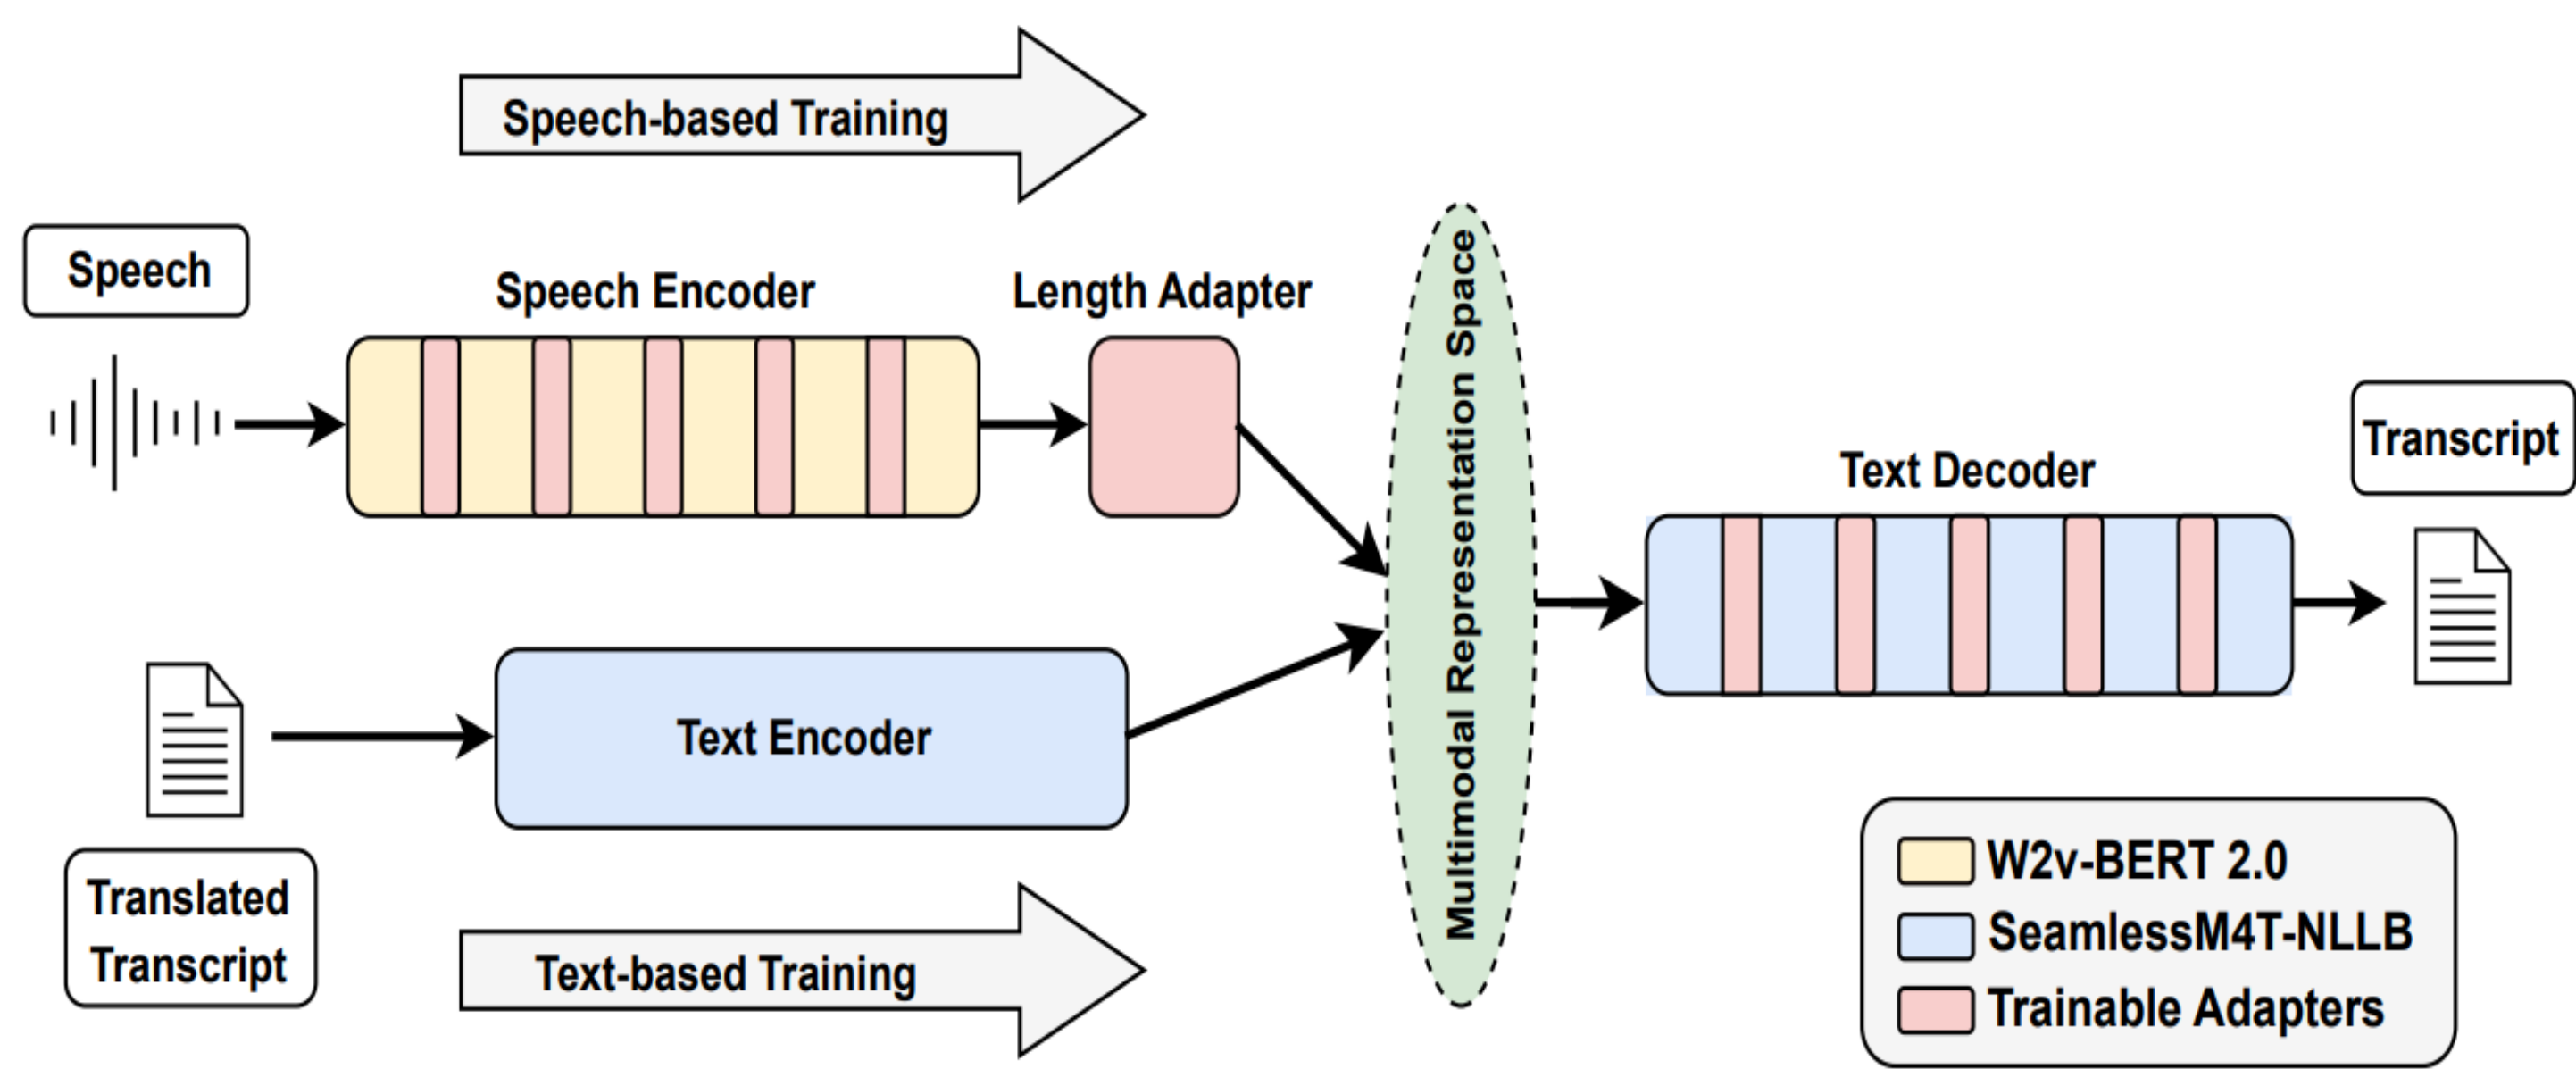 Speech-based Training
Speech
Speech Encoder
Length Adapter
Multimodal Representation Space
Text Decoder
Transcript
Text Encoder
Translated
Transcript
Text-based Training
W2v-BERT 2.0
SeamlessM4T-NLLB
Trainable Adapters